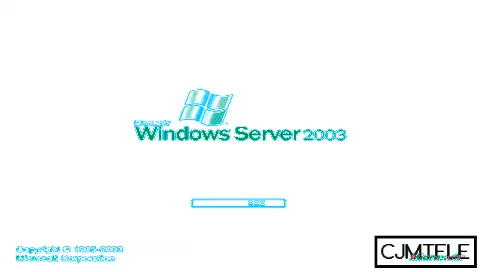 Microsoft
Windows Server 2003
Copyright © 1985-2003
Microsoft Corporation
CJMTELE